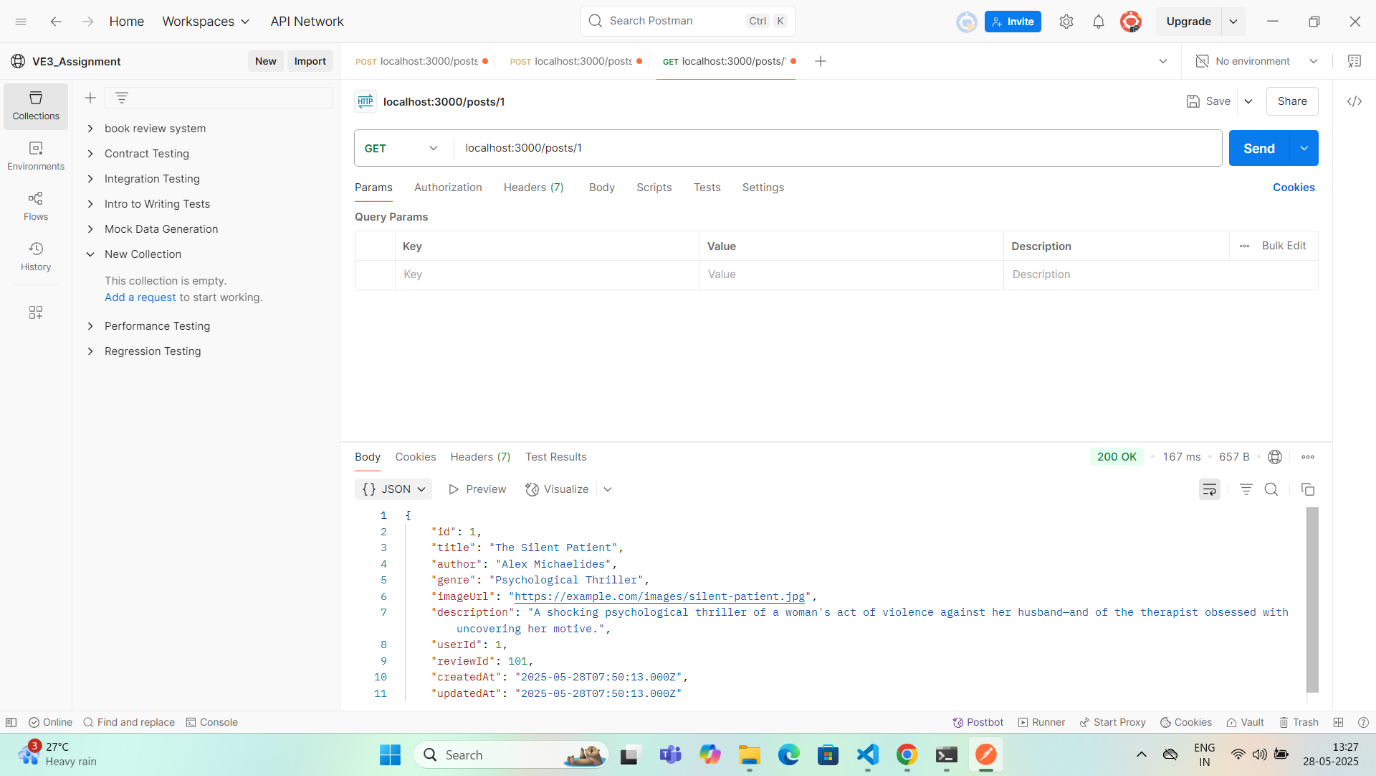 Home
Workspaces
API Network
Search Postman
Ctrl K
Invite
Upgrade
VE3_Assignment
New
Import
POST localhost:3000/posts
POST localhost:3000/posts
GET localhost:3000/posts/
No environment
Collections
Environments
Flows
History
book review system
Contract Testing
Integration Testing
Intro to Writing Tests
Mock Data Generation
New Collection
This collection is empty.
Add a request to start working.
Performance Testing
Regression Testing
HTTP
localhost:3000/posts/1
Save
Share
GET
localhost:3000/posts/1
Send
Params
Authorization
Headers (7)
Body
Scripts
Tests
Settings
Cookies
Query Params
Key
Value
Description
Bulk Edit
Key
Value
Description
Body
Cookies
Headers (7)
Test Results
200 OK
167 ms
657 B
{} JSON
Preview
Visualize
1 {
2 "id": 1,
3 "title": "The Silent Patient",
4 "author": "Alex Michaelides",
5 "genre": "Psychological Thriller",
6 "imageUrl": "https://example.com/images/silent-patient.jpg",
7 "description": "A shocking psychological thriller of a woman's act of violence against her husband—and of the therapist obsessed with
uncovering her motive.",
8 "userId": 1,
9 "reviewId": 101,
10 "createdAt": "2025-05-28T07:50:13.000Z",
11 "updatedAt": "2025-05-28T07:50:13.000Z"
Online
Find and replace
Console
Postbot
Runner
Start Proxy
Cookies
Vault
Trash
3
27°C
Heavy rain
Search
ENG
IN
13:27
28-05-2025